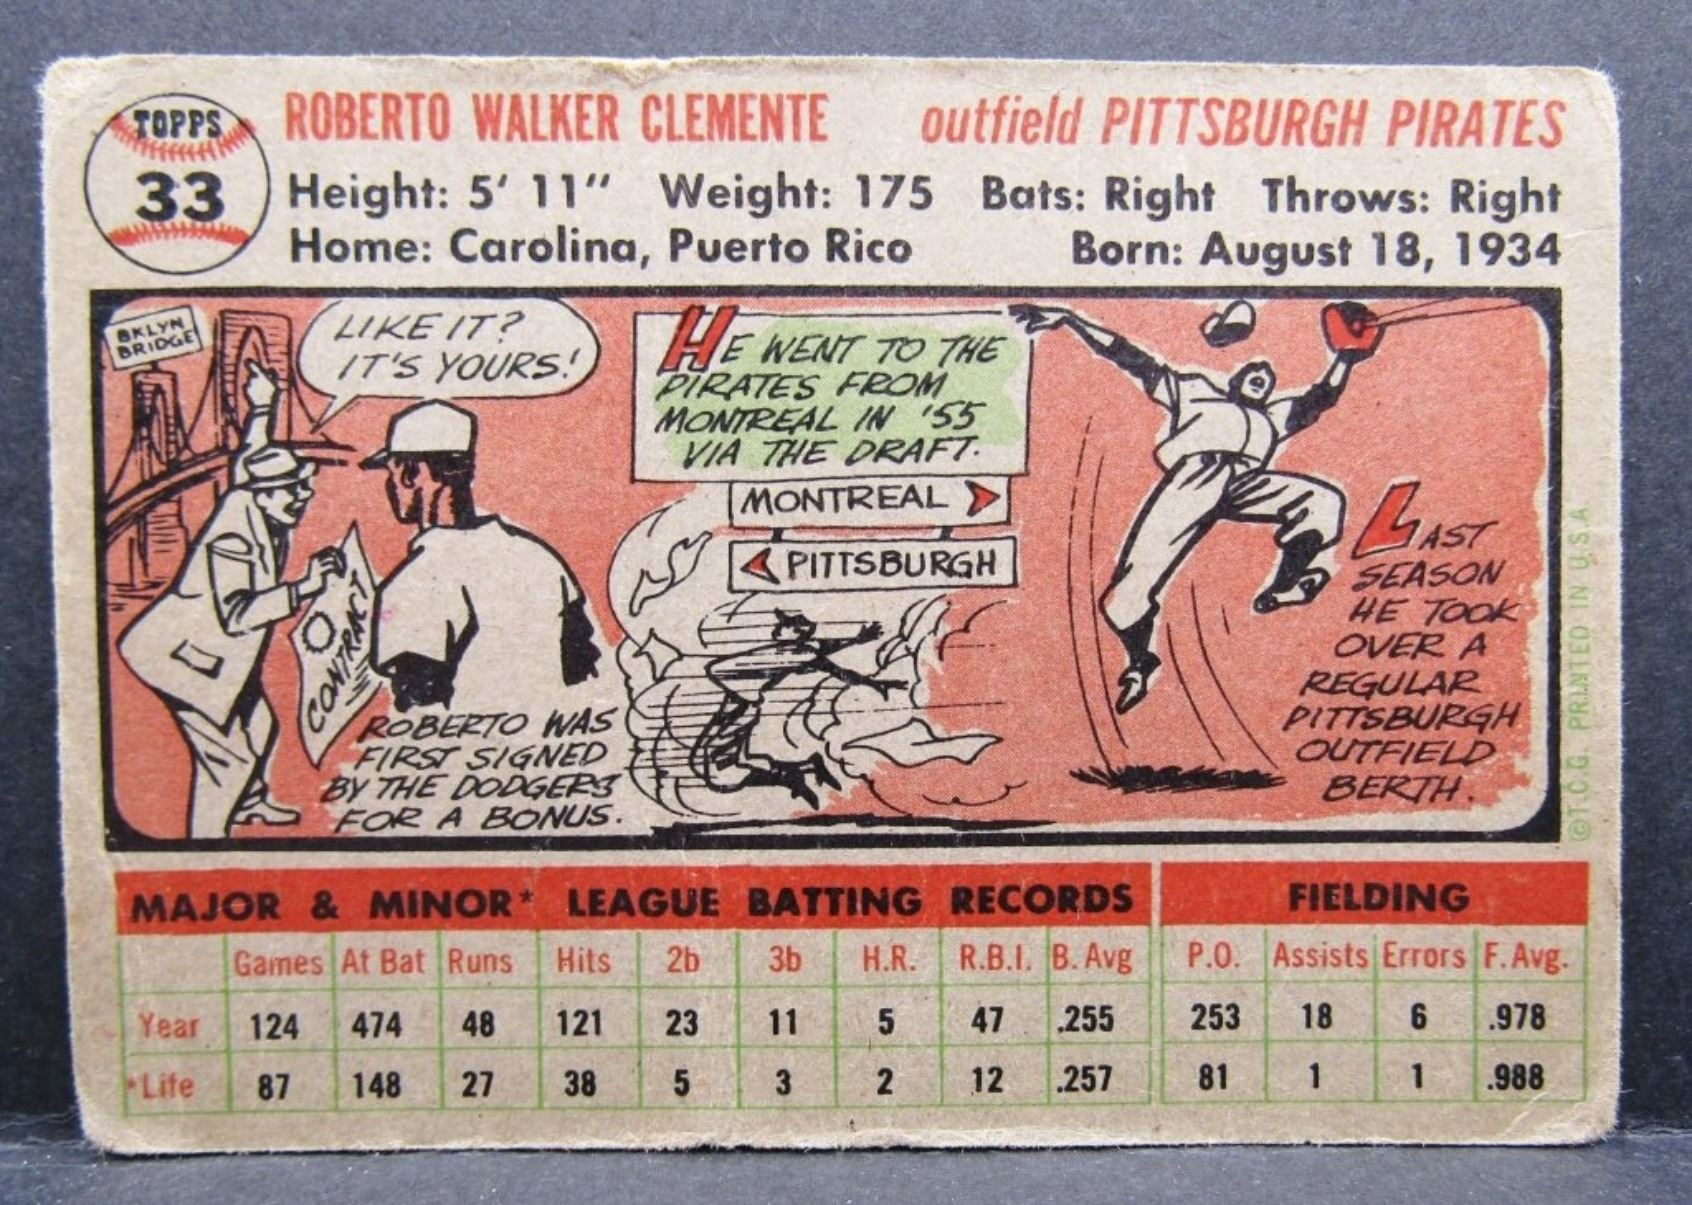 TOPPS
33
ROBERTO WALKER CLEMENTE outfield PITTSBURGH PIRATES
Height: 5' 11" Weight: 175 Bats: Right Throws: Right
Home: Carolina, Puerto Rico Born: August 18, 1934
BKLYN
BRIDGE
LIKE IT?
IT'S YOURS!
CONTRACT
ROBERTO WAS
FIRST SIGNED
BY THE DODGERS
FOR A BONUS.
HE WENT TO THE
PIRATES FROM
MONTREAL IN '55
VIA THE DRAFT.
MONTREAL
PITTSBURGH
LAST
SEASON
HE TOOK
OVER A
REGULAR
PITTSBURGH
OUTFIELD
BERTH.
©T.C.G. PRINTED IN U.S.A
MAJOR & MINOR* LEAGUE BATTING RECORDS FIELDING
Games At Bat Runs Hits 2b 3b H.R. R.B.I. B. Avg P.O. Assists Errors F. Avg.
Year 124 474 48 121 23 11 5 47 .255 253 18 6 .978
*Life 87 148 27 38 5 3 2 12 .257 81 1 1 .988